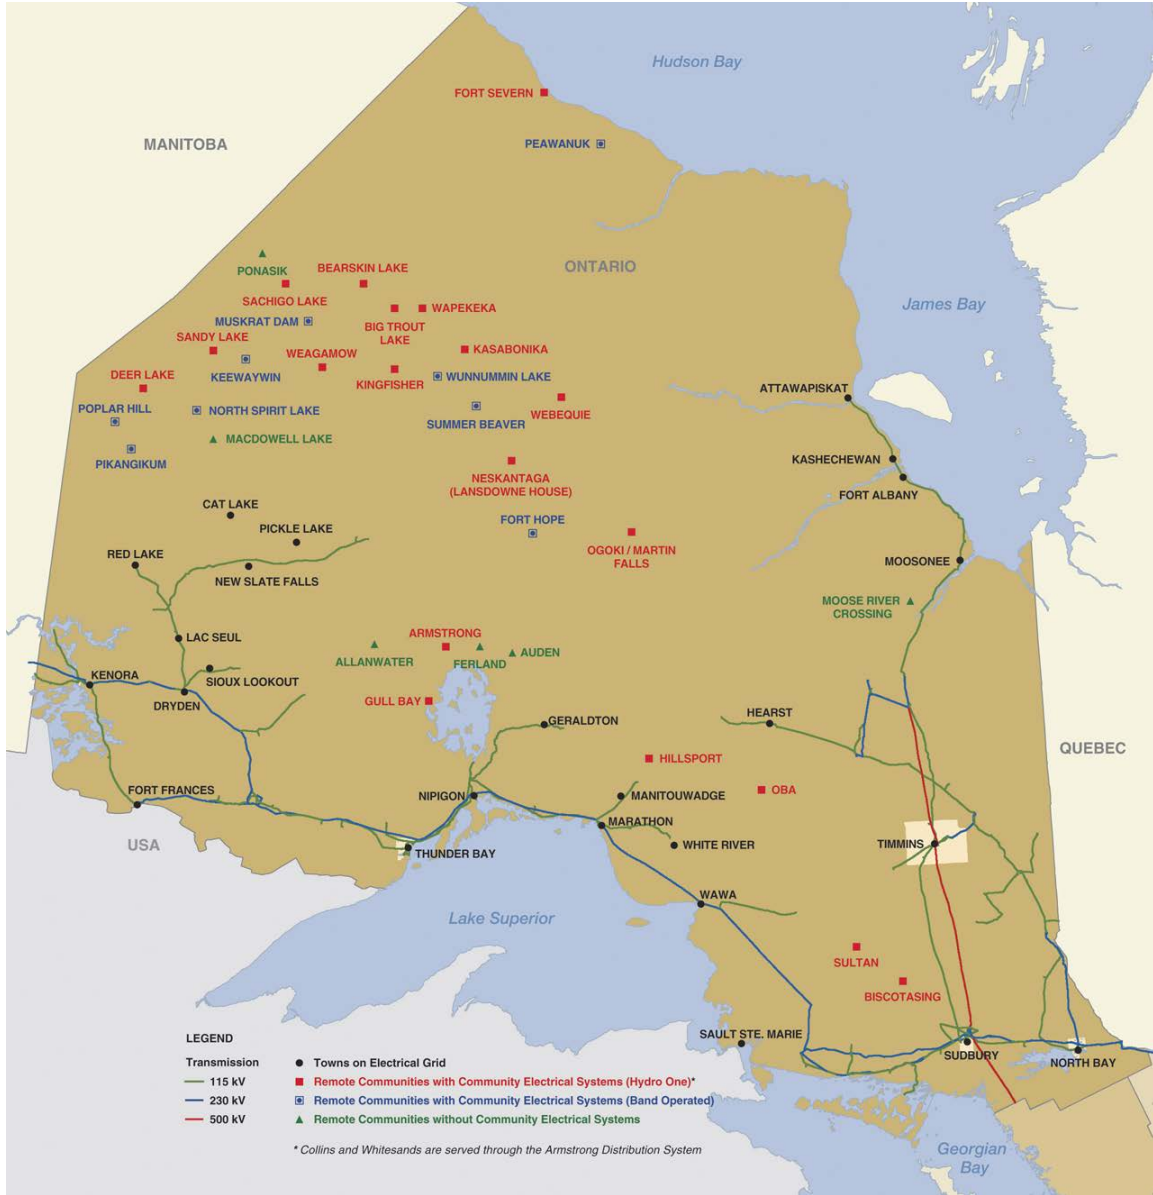 Hudson Bay
FORT SEVERN
MANITOBA
PEAWANUK
PONASIK
BEARSKIN LAKE
ONTARIO
SACHIGO LAKE
WAPEKEKA
James Bay
MUSKRAT DAM
BIG TROUT
LAKE
SANDY LAKE
WEAGAMOW
KASABONIKA
KEEWAYWIN
KINGFISHER
WUNNUMMIN LAKE
DEER LAKE
ATTAWAPISKAT
POPLAR HILL
NORTH SPIRIT LAKE
WEBEQUIE
SUMMER BEAVER
MACDOWELL LAKE
PIKANGIKUM
KASHECHEWAN
NESKANTAGA
(LANSDOWNE HOUSE)
FORT ALBANY
CAT LAKE
FORT HOPE
PICKLE LAKE
OGOKI / MARTIN
FALLS
RED LAKE
NEW SLATE FALLS
MOOSONEE
MOOSE RIVER
CROSSING
LAC SEUL
ARMSTRONG
ALLANWATER
FERLAND
AUDEN
KENORA
SIOUX LOOKOUT
DRYDEN
GULL BAY
GERALDTON
HEARST
QUEBEC
HILLSPORT
FORT FRANCES
NIPIGON
MANITOUWADGE
OBA
MARATHON
USA
THUNDER BAY
WHITE RIVER
TIMMINS
WAWA
Lake Superior
SULTAN
BISCOTASING
SAULT STE. MARIE
SUDBURY
NORTH BAY
Georgian
Bay
LEGEND
Transmission
115 kV
230 kV
500 kV
Towns on Electrical Grid
Remote Communities with Community Electrical Systems (Hydro One)*
Remote Communities with Community Electrical Systems (Band Operated)
Remote Communities without Community Electrical Systems
* Collins and Whitesands are served through the Armstrong Distribution System